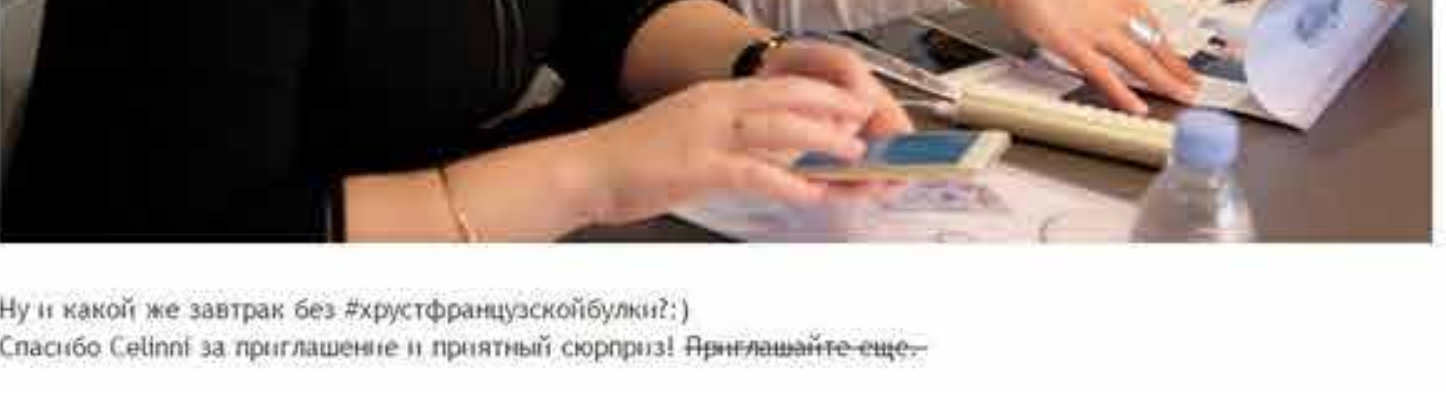 Ну и какой же завтрак без #хрустфранцузскойбулки?:)
Спасибо Celinni за приглашение и приятный сюрприз! Приглашайте еще.